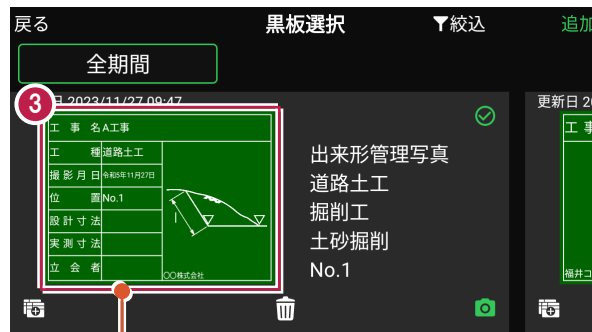 戻る 黒板選択 ▼絞込 追加
全期間
日 2023/11/27 09:47 更新日 20
3
工事名 A工事
工種 道路土工
撮影月日 令和5年11月27日
位置 No.1
設計寸法
実測寸法
立会者
〇〇株式会社
出来形管理写真
道路土工
掘削工
土砂掘削
No.1
工事
福井コ